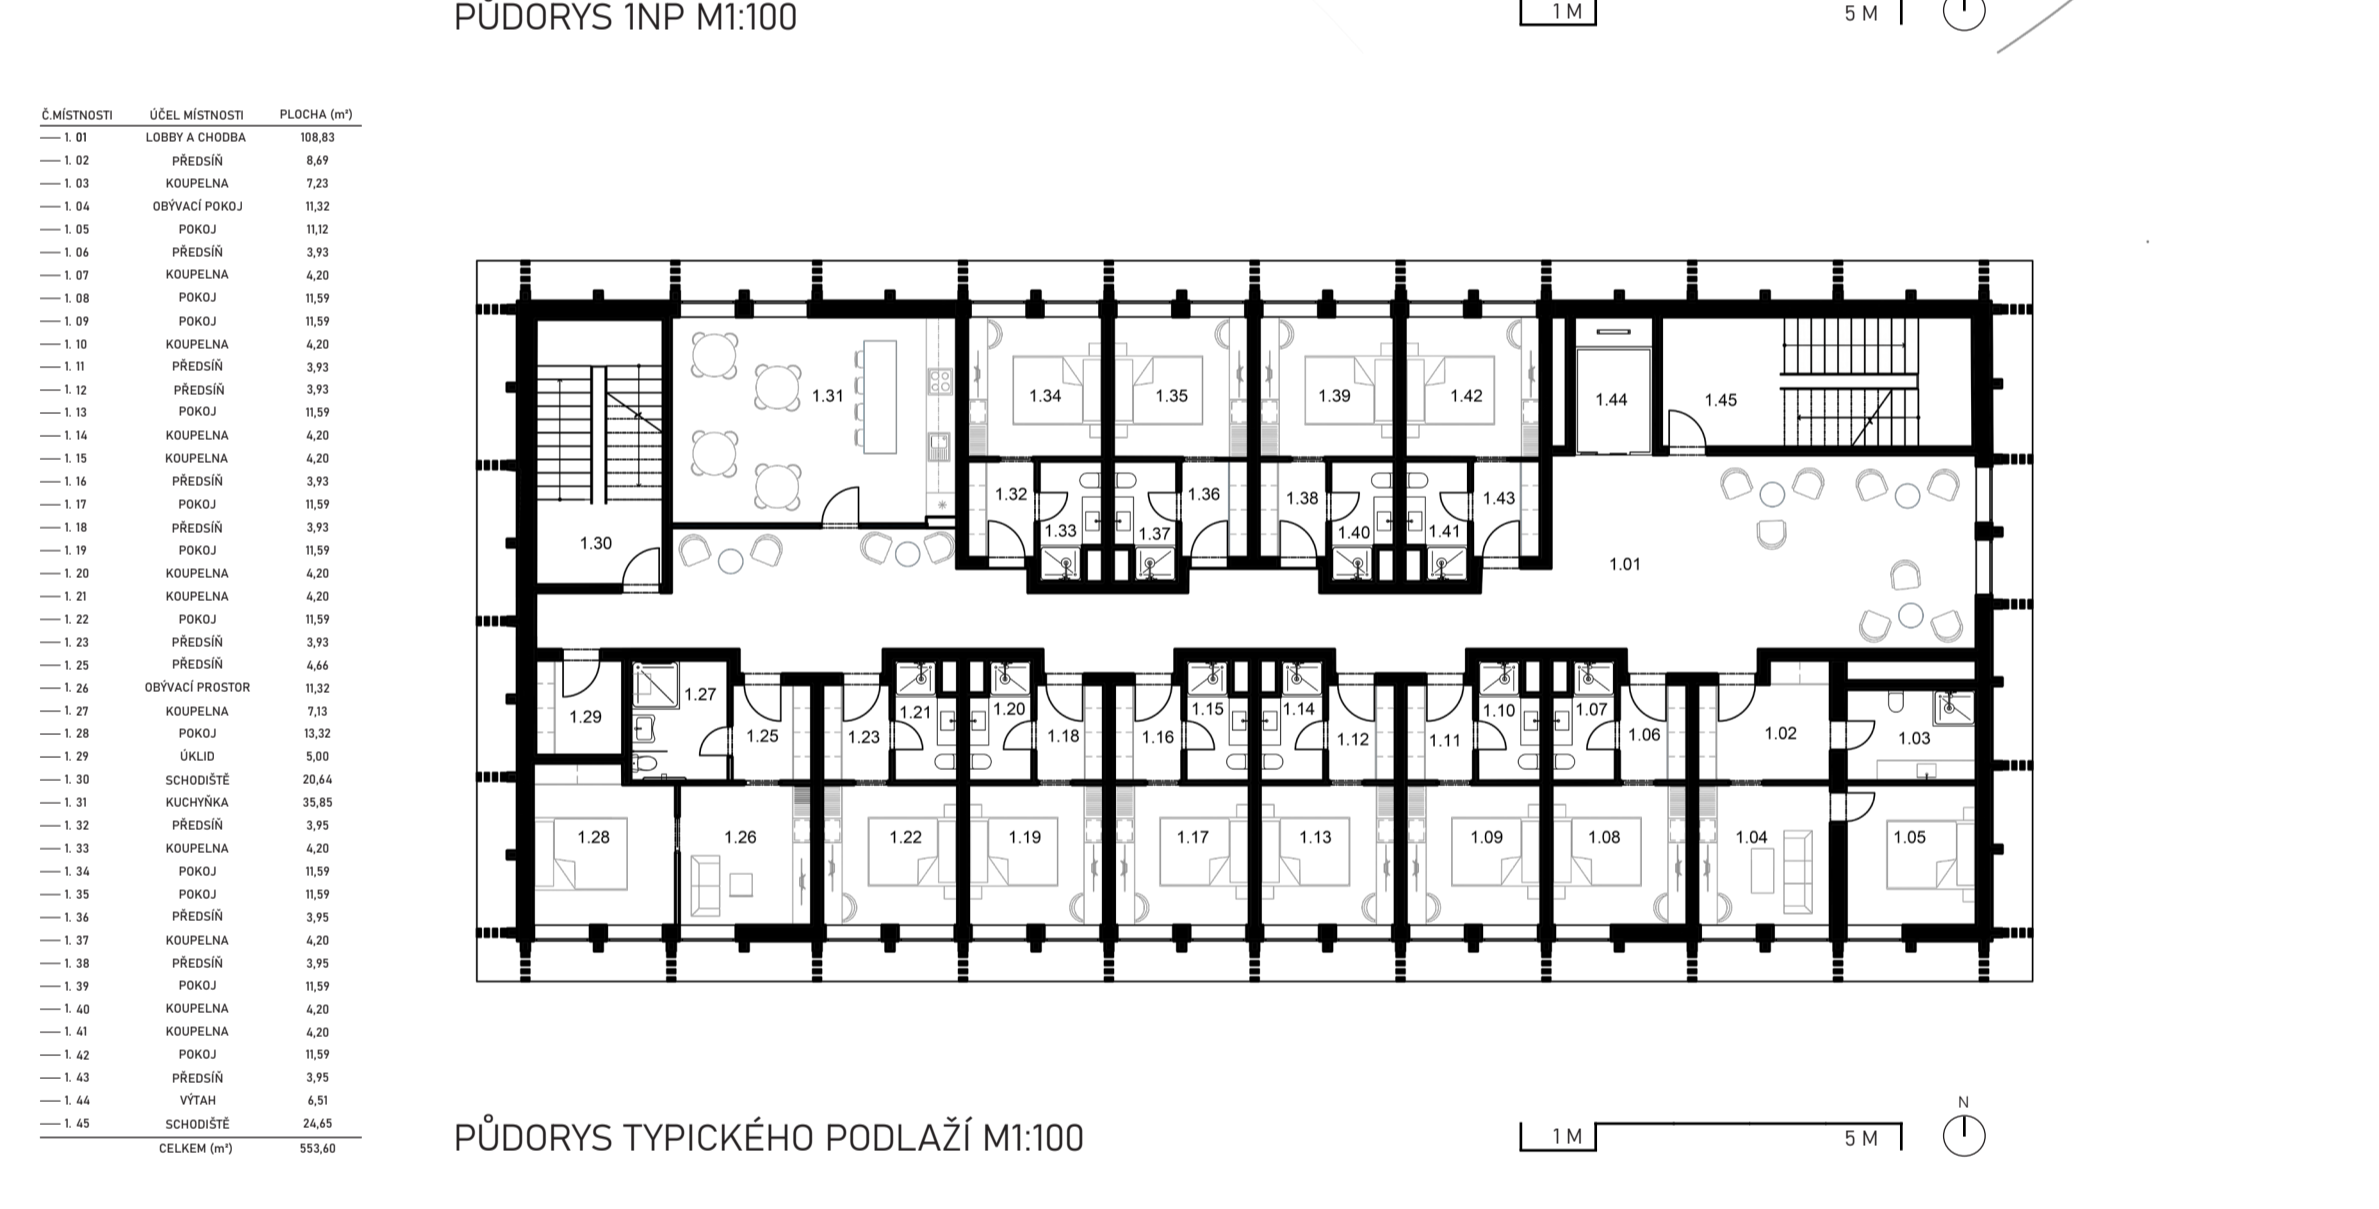 PŮDORYS 1NP M1:100
1 M
5 M
Č.MÍSTNOSTI ÚČEL MÍSTNOSTI PLOCHA (m²)
1. 01 LOBBY A CHODBA 108,83
1. 02 PŘEDSÍŇ 8,69
1. 03 KOUPELNA 7,23
1. 04 OBÝVACÍ POKOJ 11,32
1. 05 POKOJ 11,12
1. 06 PŘEDSÍŇ 3,93
1. 07 KOUPELNA 4,20
1. 08 POKOJ 11,59
1. 09 POKOJ 11,59
1. 10 KOUPELNA 4,20
1. 11 PŘEDSÍŇ 3,93
1. 12 PŘEDSÍŇ 3,93
1. 13 POKOJ 11,59
1. 14 KOUPELNA 4,20
1. 15 KOUPELNA 4,20
1. 16 PŘEDSÍŇ 3,93
1. 17 POKOJ 11,59
1. 18 PŘEDSÍŇ 3,93
1. 19 POKOJ 11,59
1. 20 KOUPELNA 4,20
1. 21 KOUPELNA 4,20
1. 22 POKOJ 11,59
1. 23 PŘEDSÍŇ 3,93
1. 25 PŘEDSÍŇ 4,66
1. 26 OBÝVACÍ PROSTOR 11,32
1. 27 KOUPELNA 7,13
1. 28 POKOJ 13,32
1. 29 ÚKLID 5,00
1. 30 SCHODIŠTĚ 20,64
1. 31 KUCHYŇKA 35,85
1. 32 PŘEDSÍŇ 3,95
1. 33 KOUPELNA 4,20
1. 34 POKOJ 11,59
1. 35 POKOJ 11,59
1. 36 PŘEDSÍŇ 3,95
1. 37 KOUPELNA 4,20
1. 38 PŘEDSÍŇ 3,95
1. 39 POKOJ 11,59
1. 40 KOUPELNA 4,20
1. 41 KOUPELNA 4,20
1. 42 POKOJ 11,59
1. 43 PŘEDSÍŇ 3,95
1. 44 VÝTAH 6,51
1. 45 SCHODIŠTĚ 24,65
CELKEM (m²) 553,60
1.31 1.34 1.35 1.39 1.42 1.44 1.45
1.32 1.36 1.38 1.43
1.30 1.33 1.37 1.40 1.41 1.01
1.29 1.27 1.25 1.23 1.21 1.20 1.18 1.16 1.15 1.14 1.12 1.11 1.10 1.07 1.06 1.02 1.03
1.28 1.26 1.22 1.19 1.17 1.13 1.09 1.08 1.04 1.05
PŮDORYS TYPICKÉHO PODLAŽÍ M1:100
1 M
5 M
N